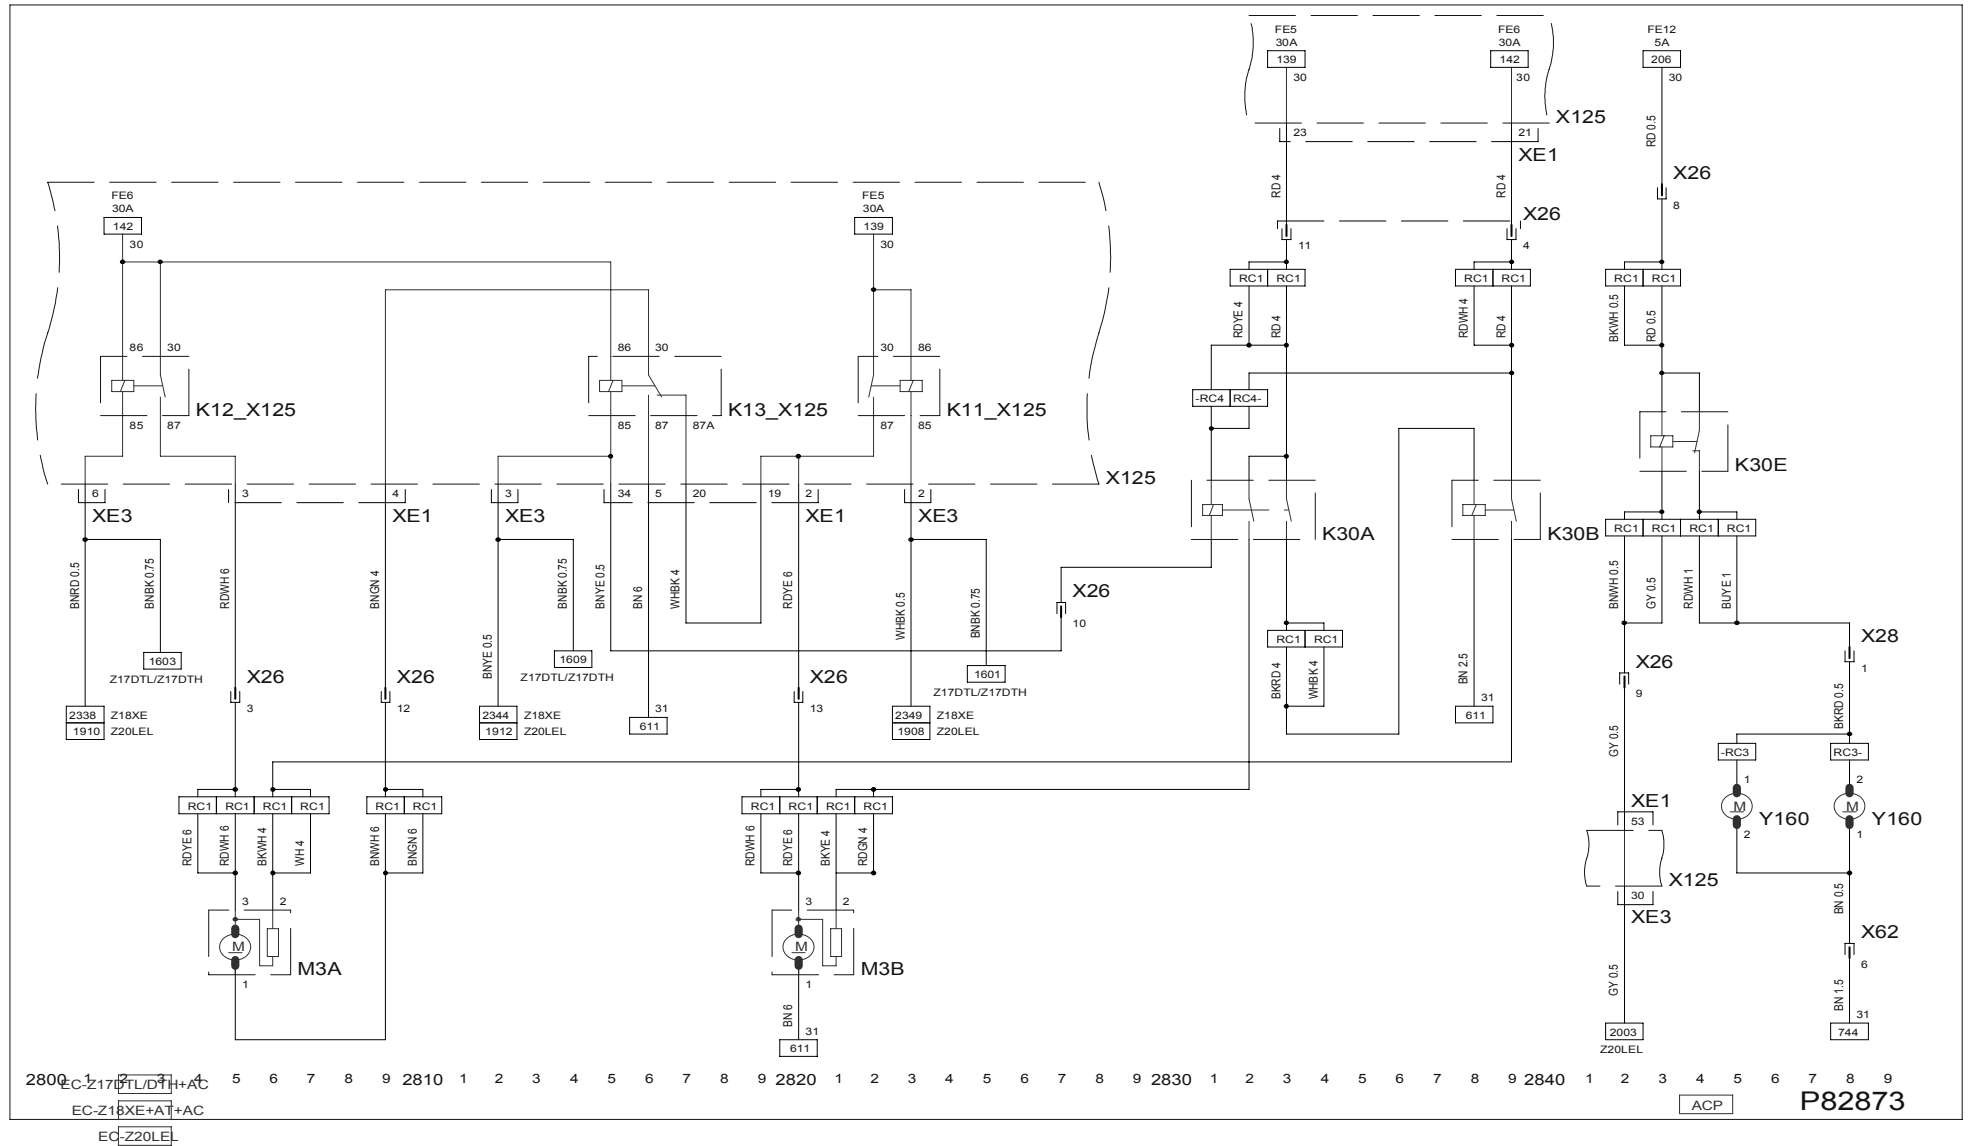 FE5 FE6 FE12
30A 30A 5A
139 142 206
30 30 30
X125
23 21
XE1
RD 0.5
X26
8
RD 4 RD 4
X26
11 4
FE6 FE5
30A 30A
142 139
30 30
RC1 RC1 RC1 RC1 RC1 RC1
RDYE 4 RD 4 RDWH 4 RD 4 BKWH 0.5 RD 0.5
86 30 86 30 30 86
K12_X125 K13_X125 K11_X125
-RC4 RC4-
85 87 85 87 87A 87 85
K30E
X125
6 3 4 3 34 5 20 19 2 2
XE3 XE1 XE3 XE1 XE3
K30A K30B
RC1 RC1 RC1 RC1
BNRD 0.5 BNBK 0.75 RDWH 6 BNGN 4 BNYE 0.5 BNBK 0.75 BNYE 0.5 BN 6 WHBK 4 RDYE 6 WHBK 0.5 BNBK 0.75
BNWH 0.5 GY 0.5 RDWH 1 BUYE 1
X26
10
RC1 RC1
BKRD 4 WHBK 4 BN 2.5
X28
1
1603 1609 1601
Z17DTL/Z17DTH Z17DTL/Z17DTH Z17DTL/Z17DTH
X26 X26 X26 X26
3 12 13 9
31 31
2338 Z18XE 2344 Z18XE 611 2349 Z18XE 611
1910 Z20LEL 1912 Z20LEL 1908 Z20LEL
GY 0.5 BKRD 0.5
-RC3 RC3-
1 2
M M
Y160 Y160
2 1
RC1 RC1 RC1 RC1 RC1 RC1 RC1 RC1 RC1 RC1
RDYE 6 RDWH 6 BKWH 4 WH 4 BNWH 6 BNGN 6 RDWH 6 RDYE 6 BKYE 4 RDGN 4
XE1
53
X125
30
XE3
BN 0.5
X62
6
3 2 3 2
M M
M3A M3B
1 1
BN 6
31
611
GY 0.5
2003
Z20LEL
BN 1.5
31
744
2800 1 2 3 4 5 6 7 8 9 2810 1 2 3 4 5 6 7 8 9 2820 1 2 3 4 5 6 7 8 9 2830 1 2 3 4 5 6 7 8 9 2840 1 2 3 4 5 6 7 8 9
EC-Z17DTL/DTH+AC
EC-Z18XE+AT+AC
EC-Z20LEL
ACP
P82873